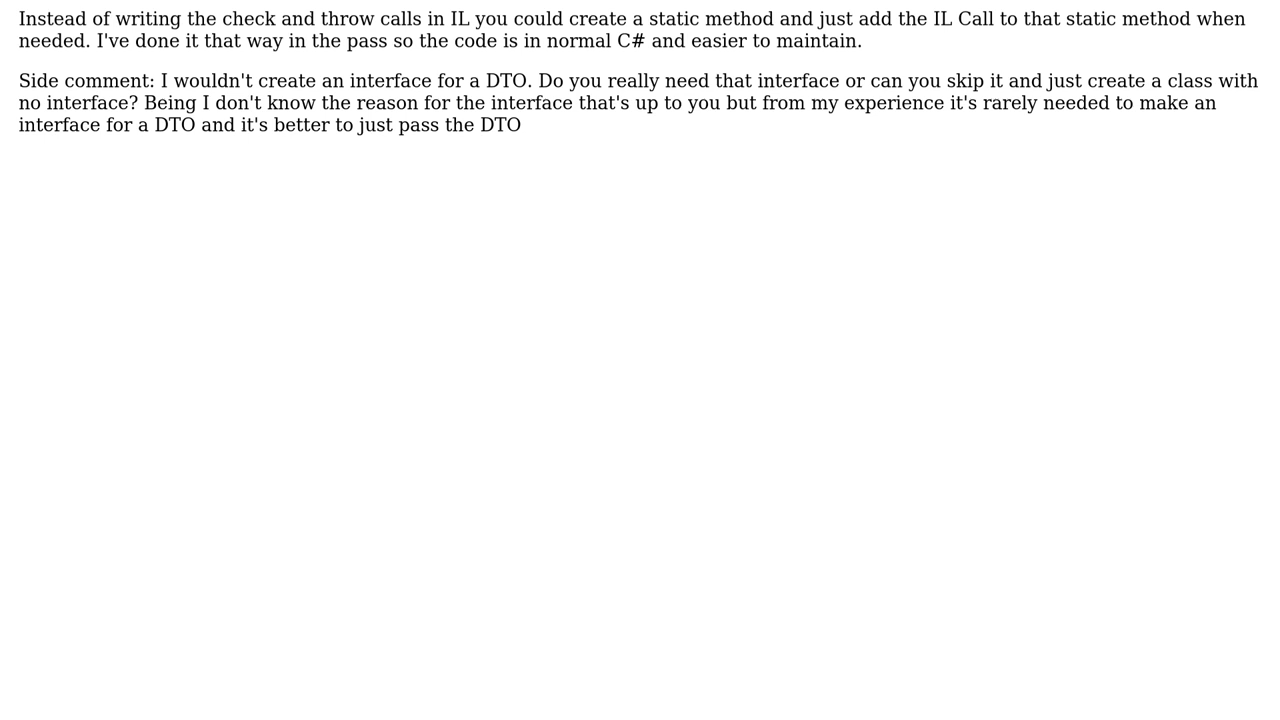 Instead of writing the check and throw calls in IL you could create a static method and just add the IL Call to that static method when
needed. I've done it that way in the pass so the code is in normal C# and easier to maintain.
Side comment: I wouldn't create an interface for a DTO. Do you really need that interface or can you skip it and just create a class with
no interface? Being I don't know the reason for the interface that's up to you but from my experience it's rarely needed to make an
interface for a DTO and it's better to just pass the DTO